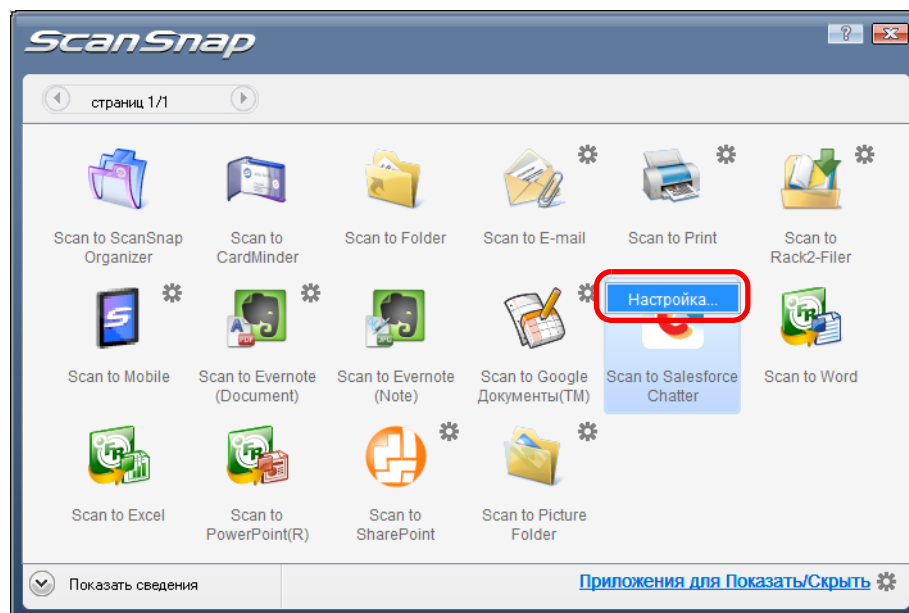 ScanSnap
?
страниц 1/1
Scan to ScanSnap
Organizer
Scan to
CardMinder
Scan to Folder
Scan to E-mail
Scan to Print
Scan to
Rack2-Filer
Настройка...
Scan to Mobile
Scan to Evernote
(Document)
Scan to Evernote
(Note)
Scan to Google
Документы(TM)
Scan to Salesforce
Chatter
Scan to Word
Scan to Excel
Scan to
PowerPoint(R)
Scan to
SharePoint
Scan to Picture
Folder
Показать сведения
Приложения для Показать/Скрыть